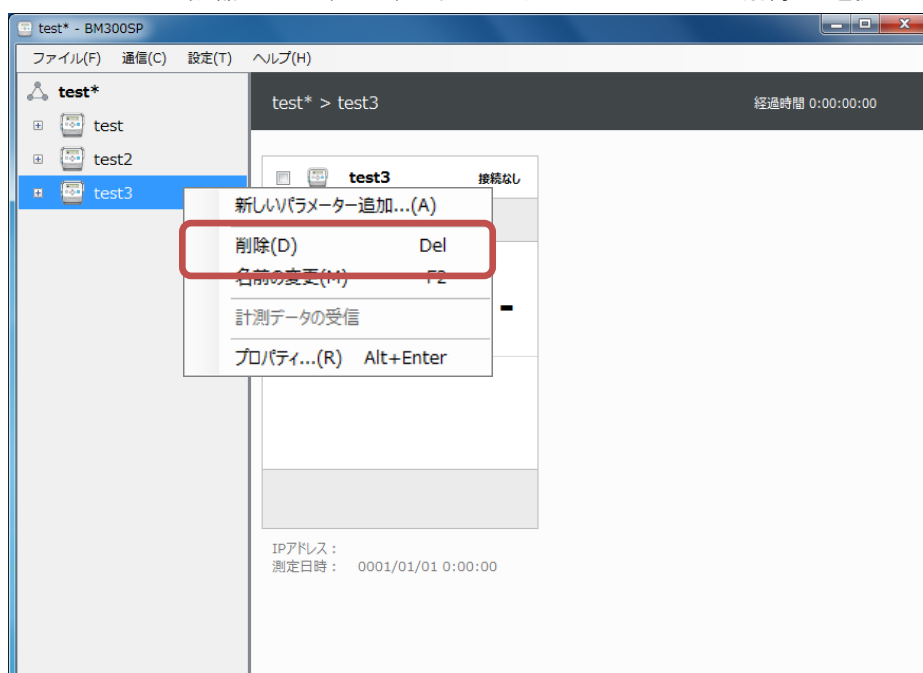 test* - BM300SP
ファイル(F) 通信(C) 設定(T) ヘルプ(H)
test*
test
test2
test3
test* > test3 経過時間 0:00:00:00
test3 接続なし
新しいパラメーター追加...(A)
削除(D) Del
名前の変更(M) F2
計測データの受信
プロパティ...(R) Alt+Enter
-
IPアドレス :
測定日時 : 0001/01/01 0:00:00